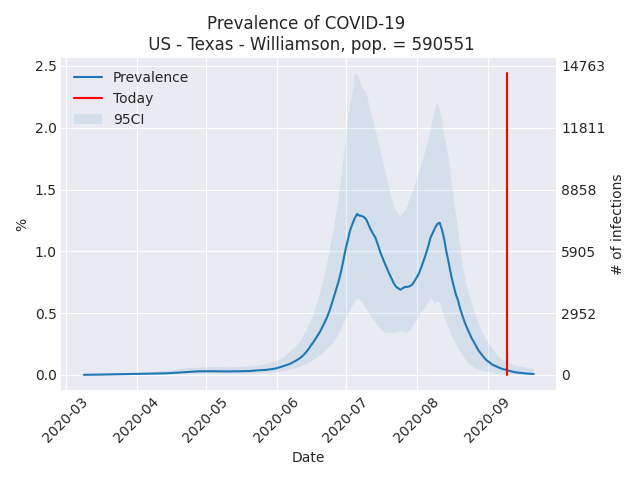 Prevalence of COVID-19
US - Texas - Williamson, pop. = 590551
Prevalence
Today
95CI
2.5
2.0
1.5
1.0
0.5
0.0
%
14763
11811
8858
5905
2952
0
# of infections
2020-03
2020-04
2020-05
2020-06
2020-07
2020-08
2020-09
Date